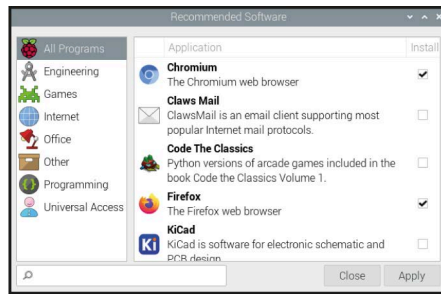 Recommended Software
All Programs
Engineering
Games
Internet
Office
Other
Programming
Universal Access
Application
Install
Chromium
The Chromium web browser
Claws Mail
ClawsMail is an email client supporting most
popular Internet mail protocols.
Code The Classics
Python versions of arcade games included in the
book Code the Classics Volume 1.
Firefox
The Firefox web browser
Ki
KiCad
KiCad is software for electronic schematic and
PCB design
Close
Apply